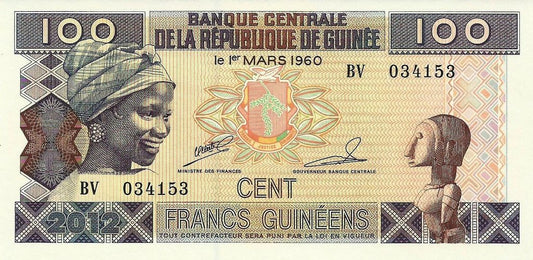 100 BANQUE CENTRALE 100
DE LA RÉPUBLIQUE DE GUINÉE
le 1er MARS 1960
BV 034153
MINISTRE DES FINANCES GOUVERNEUR BANQUE CENTRALE
BV 034153
CENT
2012 FRANCS GUINÉENS
TOUT CONTREFACTEUR SERA PUNI PAR LA LOI EN VIGUEUR